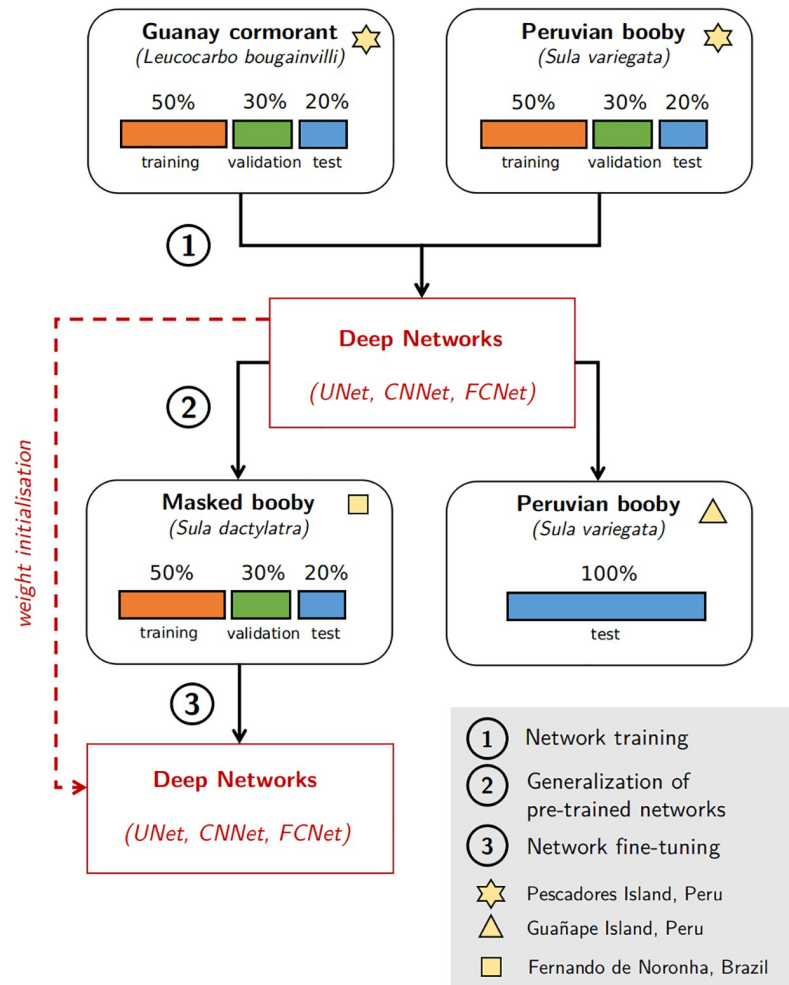 Guanay cormorant
(Leucocarbo bougainvilli)
50% 30% 20%
training validation test
Peruvian booby
(Sula variegata)
50% 30% 20%
training validation test
1
Deep Networks
(UNet, CNNet, FCNet)
2
weight initialisation
Masked booby
(Sula dactylatra)
50% 30% 20%
training validation test
Peruvian booby
(Sula variegata)
100%
test
3
Deep Networks
(UNet, CNNet, FCNet)
1 Network training
2 Generalization of
pre-trained networks
3 Network fine-tuning
Pescadores Island, Peru
Guañape Island, Peru
Fernando de Noronha, Brazil